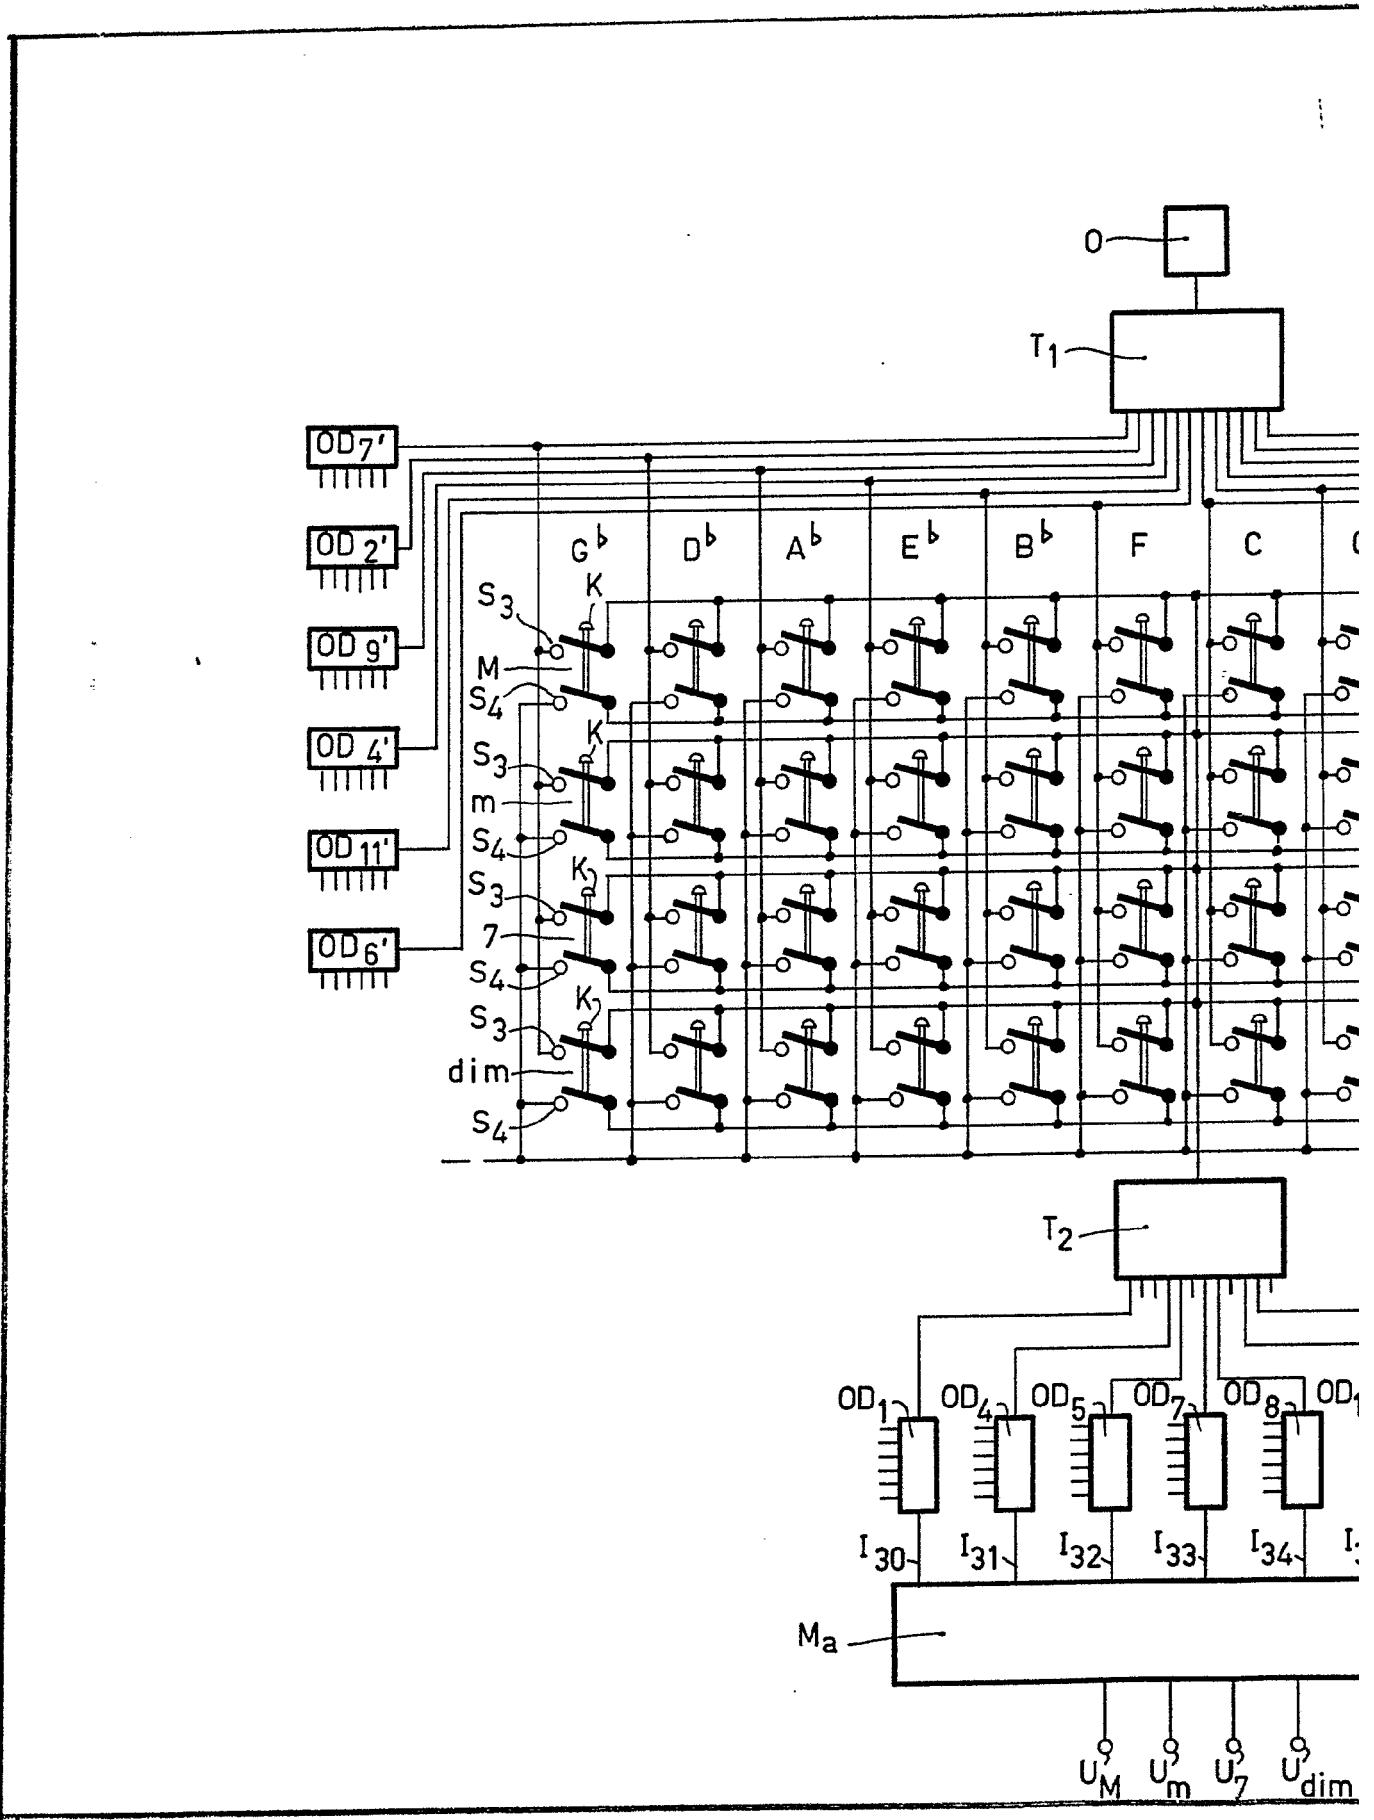 O
T1
OD7'
OD2'
OD9'
OD4'
OD11'
OD6'
G♭ D♭ A♭ E♭ B♭ F C
S3 K
M
S4
S3 K
m
S4
S3 K
7
S4
S3 K
dim
S4
T2
OD1 OD4 OD5 OD7 OD8 OD1
I30 I31 I32 I33 I34
Ma
UM Um U7 Udim